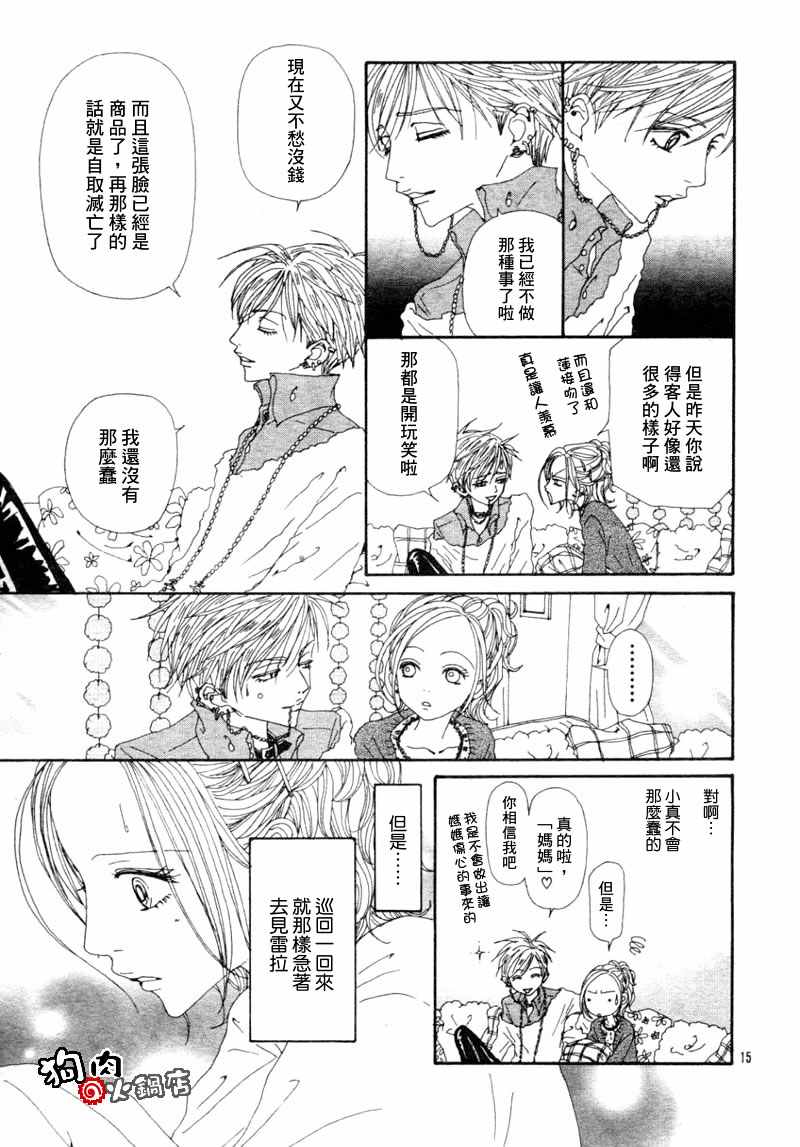 我已經不做
那種事了啦
現在又不愁沒錢
而且這張臉已經是
商品了，再那樣的
話就是自取滅亡了
但是昨天你說
得客人好像還
很多的樣子啊
而且還和
蓮接吻了
真是讓人羨慕
那都是開玩笑啦
我還沒有
那麼蠢
………
對啊…
小真不會
那麼蠢的
但是…
真的啦，
「媽媽」♡
你相信我吧
我是不會做出讓
媽媽傷心的事來的
但是……
巡回一回來
就那樣急著
去見雷拉
15
狗肉
火鍋店